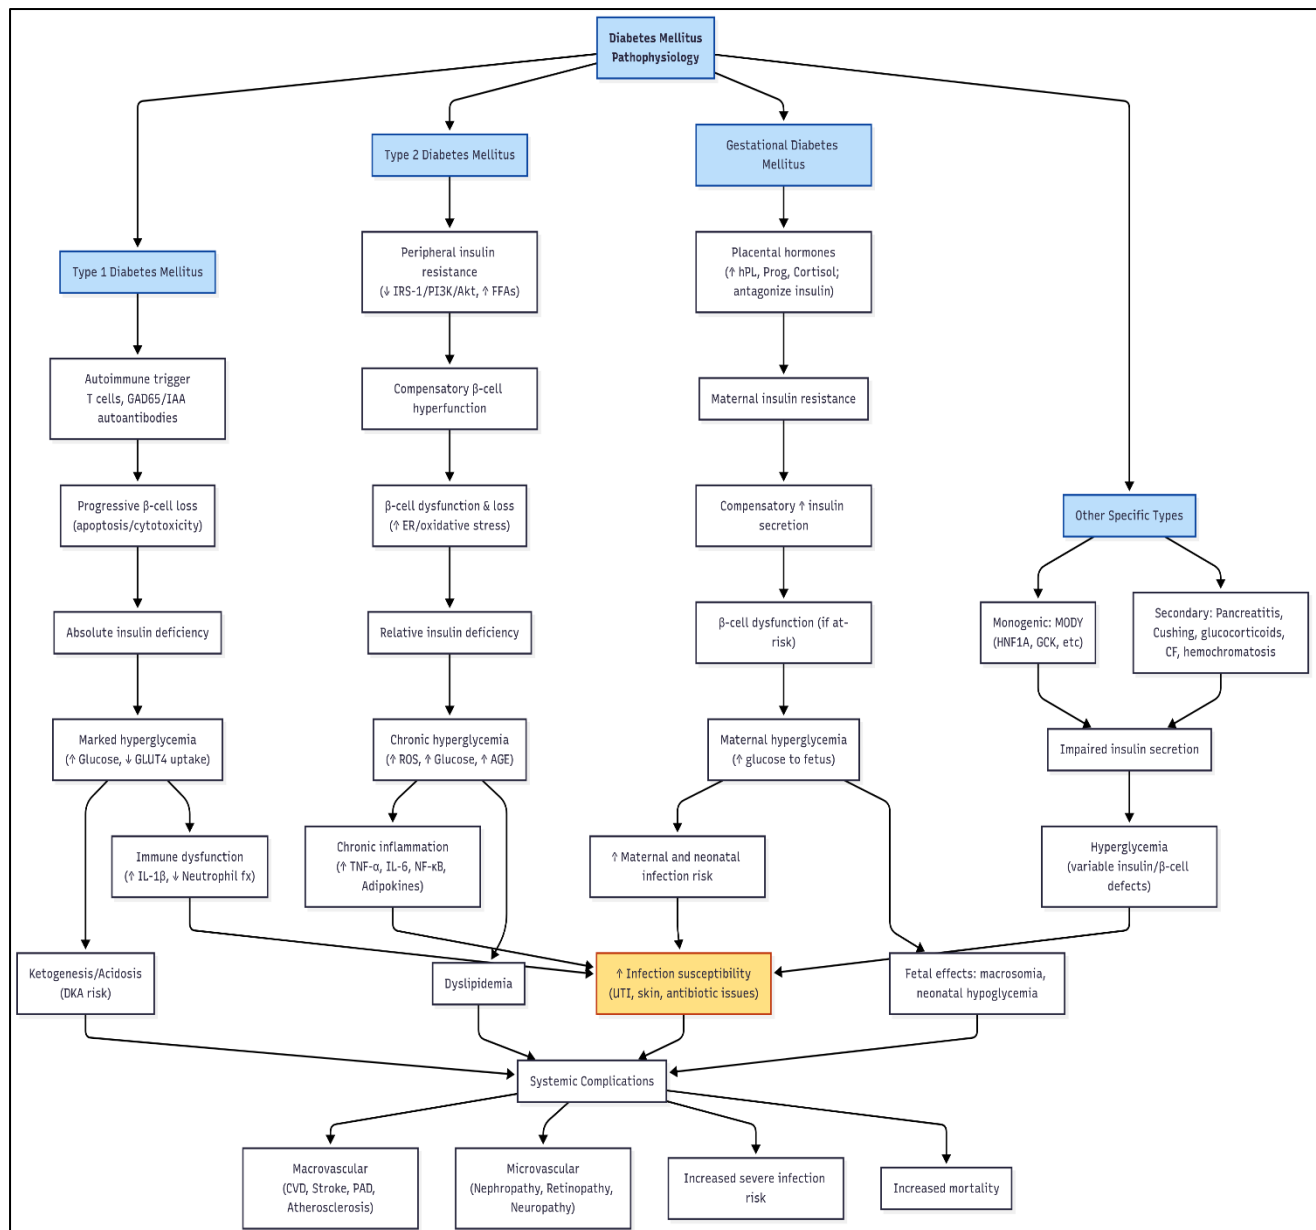 Diabetes Mellitus
Pathophysiology
Type 2 Diabetes Mellitus
Gestational Diabetes
Mellitus
Type 1 Diabetes Mellitus
Peripheral insulin
resistance
(↓ IRS-1/PI3K/Akt, ↑ FFAs)
Placental hormones
(↑ hPL, Prog, Cortisol;
antagonize insulin)
Autoimmune trigger
T cells, GAD65/IAA
autoantibodies
Compensatory β-cell
hyperfunction
Maternal insulin resistance
Progressive β-cell loss
(apoptosis/cytotoxicity)
β-cell dysfunction & loss
(↑ ER/oxidative stress)
Compensatory ↑ insulin
secretion
Other Specific Types
Absolute insulin deficiency
Relative insulin deficiency
β-cell dysfunction (if at-
risk)
Monogenic: MODY
(HNF1A, GCK, etc)
Secondary: Pancreatitis,
Cushing, glucocorticoids,
CF, hemochromatosis
Marked hyperglycemia
(↑ Glucose, ↓ GLUT4 uptake)
Chronic hyperglycemia
(↑ ROS, ↑ Glucose, ↑ AGE)
Maternal hyperglycemia
(↑ glucose to fetus)
Impaired insulin secretion
Immune dysfunction
(↑ IL-1β, ↓ Neutrophil fx)
Chronic inflammation
(↑ TNF-α, IL-6, NF-κB,
Adipokines)
↑ Maternal and neonatal
infection risk
Hyperglycemia
(variable insulin/β-cell
defects)
Ketogenesis/Acidosis
(DKA risk)
Dyslipidemia
↑ Infection susceptibility
(UTI, skin, antibiotic issues)
Fetal effects: macrosomia,
neonatal hypoglycemia
Systemic Complications
Macrovascular
(CVD, Stroke, PAD,
Atherosclerosis)
Microvascular
(Nephropathy, Retinopathy,
Neuropathy)
Increased severe infection
risk
Increased mortality